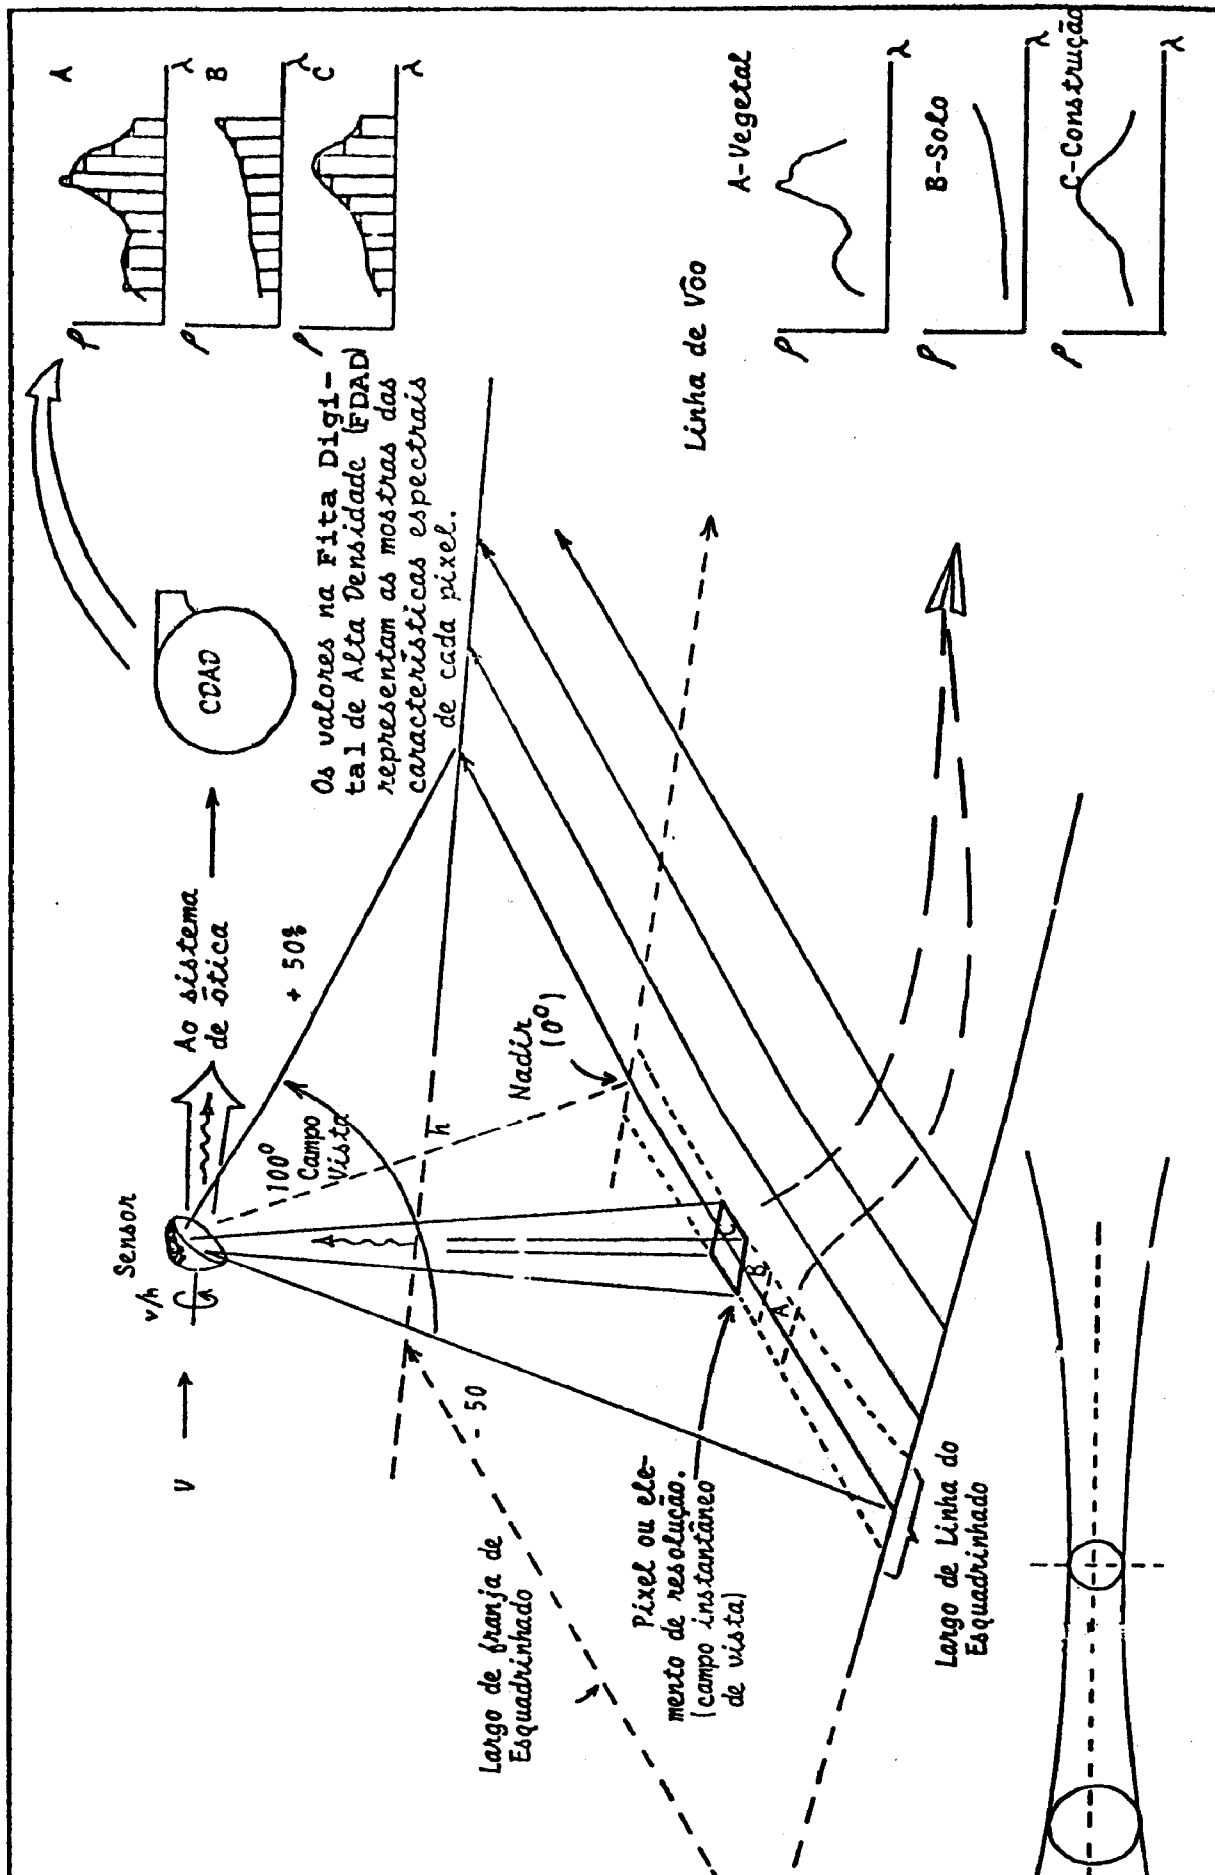 V
v/h
Sensor
Ao sistema
de ótica
CDAD
ρ
A
λ
ρ
B
λ
ρ
C
λ
+ 50%
100º
Campo
Vista
h
- 50
Os valores na Fita Digi-
tal de Alta Densidade (FDAD)
representam as mostras das
características espectrais
de cada pixel.
Nadir
(0º)
Linha de Vôo
Largo de franja de
Esquadrinhado
Pixel ou ele-
mento de resolução.
(campo instantâneo
de vista)
A
B
C
Largo de Linha do
Esquadrinhado
A-Vegetal
ρ
λ
B-Solo
ρ
λ
C-Construção
ρ
λ